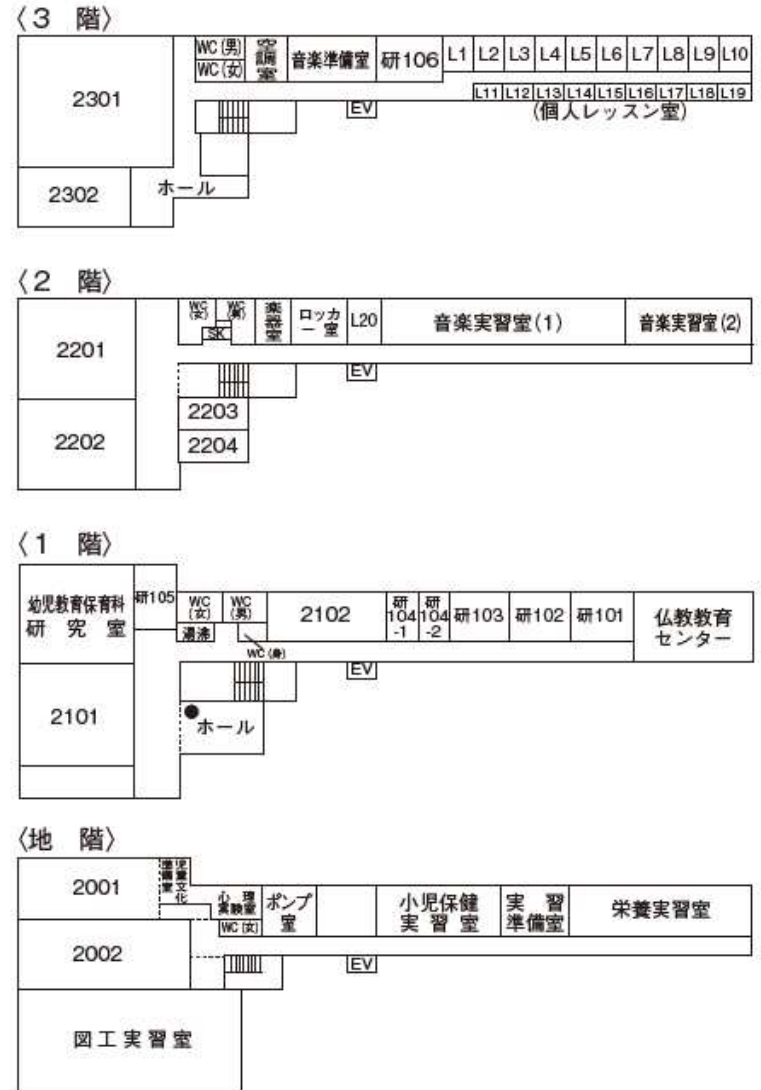 〈3　階〉
WC(男)
WC(女)
空調室
音楽準備室
研106
L1 L2 L3 L4 L5 L6 L7 L8 L9 L10
2301
EV
L11 L12 L13 L14 L15 L16 L17 L18 L19
(個人レッスン室)
2302
ホール
〈2　階〉
WC(女)
WC(男)
SK
楽器室
ロッカー室
L20
音楽実習室(1)
音楽実習室(2)
2201
EV
2202
2203
2204
〈1　階〉
幼児教育保育科
研究室
研105
WC(女)
WC(男)
湯沸
WC(身)
2102
研104-1
研104-2
研103
研102
研101
仏教教育
センター
EV
2101
ホール
〈地　階〉
2001
児童文化
準備室
心理
実験室
WC(女)
ポンプ
室
小児保健
実習室
実習
準備室
栄養実習室
2002
EV
図工実習室